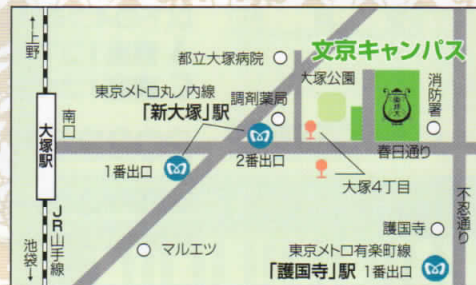 ←上野
都立大塚病院
文京キャンパス
大塚公園
消防署
東京メトロ丸ノ内線
「新大塚」駅
調剤薬局
南口
大塚駅
春日通り
1番出口
2番出口
大塚4丁目
不忍通り
JR山手線
護国寺
マルエツ
東京メトロ有楽町線
「護国寺」駅 1番出口
池袋→